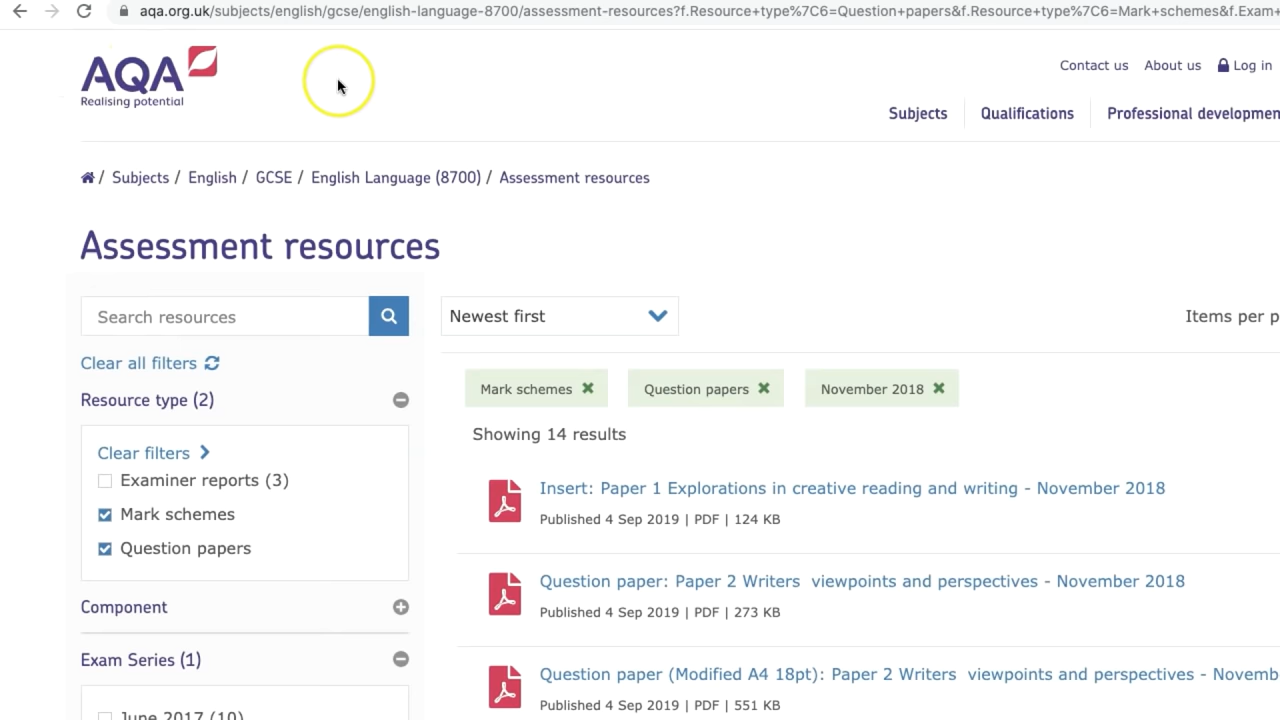 aqa.org.uk/subjects/english/gcse/english-language-8700/assessment-resources?f.Resource+type%7C6=Question+papers&f.Resource+type%7C6=Mark+schemes&f.Exam+
AQA
Realising potential
Contact us About us Log in
Subjects Qualifications Professional developmen
/ Subjects / English / GCSE / English Language (8700) / Assessment resources
Assessment resources
Search resources
Newest first
Items per p
Clear all filters
Mark schemes Question papers November 2018
Resource type (2)
Showing 14 results
Clear filters
Examiner reports (3)
Mark schemes
Question papers
Insert: Paper 1 Explorations in creative reading and writing - November 2018
Published 4 Sep 2019 | PDF | 124 KB
Question paper: Paper 2 Writers viewpoints and perspectives - November 2018
Published 4 Sep 2019 | PDF | 273 KB
Component
Exam Series (1)
Question paper (Modified A4 18pt): Paper 2 Writers viewpoints and perspectives - Novemb
Published 4 Sep 2019 | PDF | 551 KB
June 2017 (10)